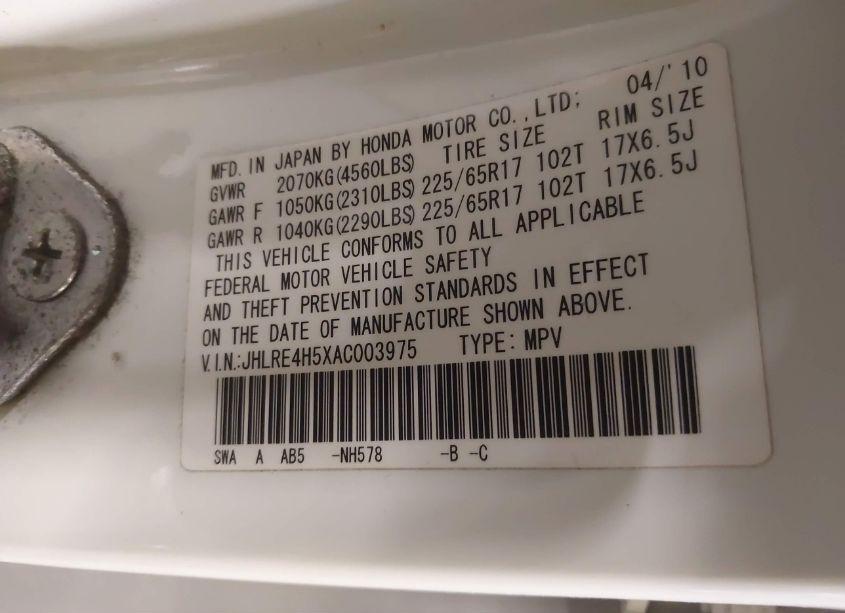 MFD. IN JAPAN BY HONDA MOTOR CO., LTD; 04/'10
GVWR 2070KG(4560LBS) TIRE SIZE RIM SIZE
GAWR F 1050KG(2310LBS) 225/65R17 102T 17X6.5J
GAWR R 1040KG(2290LBS) 225/65R17 102T 17X6.5J
THIS VEHICLE CONFORMS TO ALL APPLICABLE
FEDERAL MOTOR VEHICLE SAFETY
AND THEFT PREVENTION STANDARDS IN EFFECT
ON THE DATE OF MANUFACTURE SHOWN ABOVE.
V.I.N.:JHLRE4H5XAC003975 TYPE: MPV
SWA A AB5 -NH578 -B -C